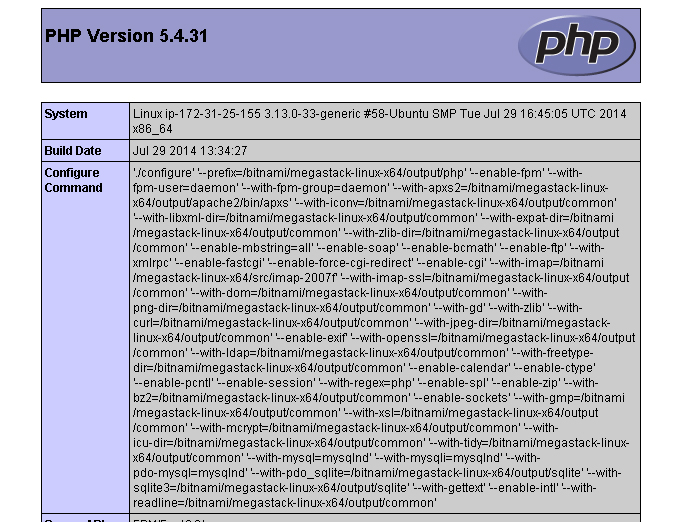 PHP Version 5.4.31
php
System
Linux ip-172-31-25-155 3.13.0-33-generic #58-Ubuntu SMP Tue Jul 29 16:45:05 UTC 2014
x86_64
Build Date
Jul 29 2014 13:34:27
Configure
Command
'./configure' '--prefix=/bitnami/megastack-linux-x64/output/php' '--enable-fpm' '--with-
fpm-user=daemon' '--with-fpm-group=daemon' '--with-apxs2=/bitnami/megastack-linux-
x64/output/apache2/bin/apxs' '--with-iconv=/bitnami/megastack-linux-x64/output/common'
'--with-libxml-dir=/bitnami/megastack-linux-x64/output/common' '--with-expat-dir=/bitnami
/megastack-linux-x64/output/common' '--with-zlib-dir=/bitnami/megastack-linux-x64/output
/common' '--enable-mbstring=all' '--enable-soap' '--enable-bcmath' '--enable-ftp' '--with-
xmlrpc' '--enable-fastcgi' '--enable-force-cgi-redirect' '--enable-cgi' '--with-imap=/bitnami
/megastack-linux-x64/src/imap-2007f' '--with-imap-ssl=/bitnami/megastack-linux-x64/output
/common' '--with-dom=/bitnami/megastack-linux-x64/output/common' '--with-
png-dir=/bitnami/megastack-linux-x64/output/common' '--with-gd' '--with-zlib' '--with-
curl=/bitnami/megastack-linux-x64/output/common' '--with-jpeg-dir=/bitnami/megastack-
linux-x64/output/common' '--enable-exif' '--with-openssl=/bitnami/megastack-linux-x64/output
/common' '--with-ldap=/bitnami/megastack-linux-x64/output/common' '--with-freetype-
dir=/bitnami/megastack-linux-x64/output/common' '--enable-calendar' '--enable-ctype'
'--enable-pcntl' '--enable-session' '--with-regex=php' '--enable-spl' '--enable-zip' '--with-
bz2=/bitnami/megastack-linux-x64/output/common' '--enable-sockets' '--with-gmp=/bitnami
/megastack-linux-x64/output/common' '--with-xsl=/bitnami/megastack-linux-x64/output
/common' '--with-mcrypt=/bitnami/megastack-linux-x64/output/common' '--with-
icu-dir=/bitnami/megastack-linux-x64/output/common' '--with-tidy=/bitnami/megastack-linux-
x64/output/common' '--with-mysql=mysqlnd' '--with-mysqli=mysqlnd' '--with-
pdo-mysql=mysqlnd' '--with-pdo_sqlite=/bitnami/megastack-linux-x64/output/sqlite' '--with-
sqlite3=/bitnami/megastack-linux-x64/output/sqlite' '--with-gettext' '--enable-intl' '--with-
readline=/bitnami/megastack-linux-x64/output/common'